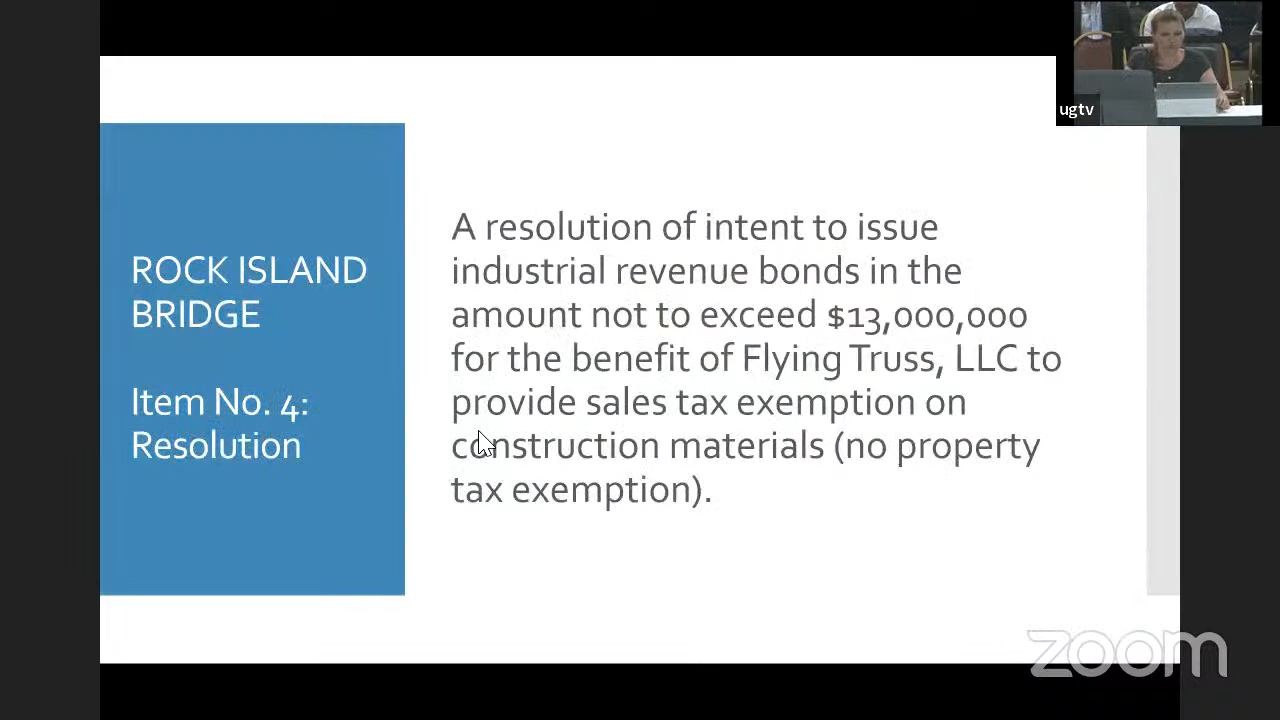 ugtv
ROCK ISLAND
BRIDGE
Item No. 4:
Resolution
A resolution of intent to issue
industrial revenue bonds in the
amount not to exceed $13,000,000
for the benefit of Flying Truss, LLC to
provide sales tax exemption on
construction materials (no property
tax exemption).
zoom